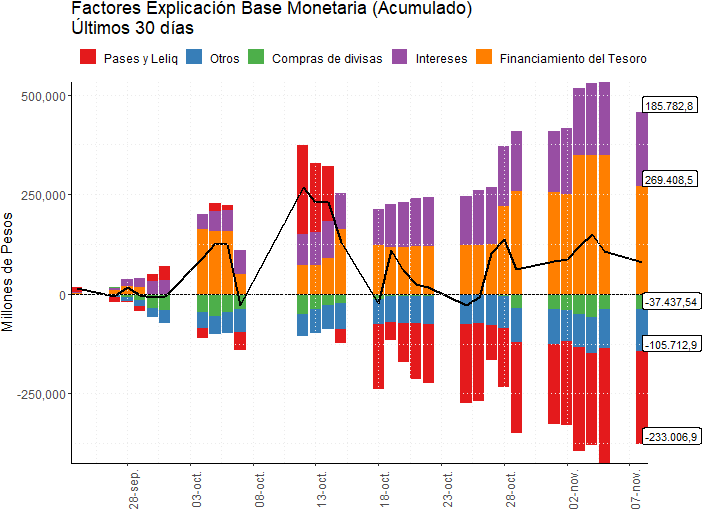 Factores Explicación Base Monetaria (Acumulado)
Últimos 30 días
Pases y Leliq
Otros
Compras de divisas
Intereses
Financiamiento del Tesoro
Millones de Pesos
500,000
250,000
0
-250,000
185.782,8
269.408,5
-37.437,54
-105.712,9
-233.006,9
28-sep.
03-oct.
08-oct.
13-oct.
18-oct.
23-oct.
28-oct.
02-nov.
07-nov.